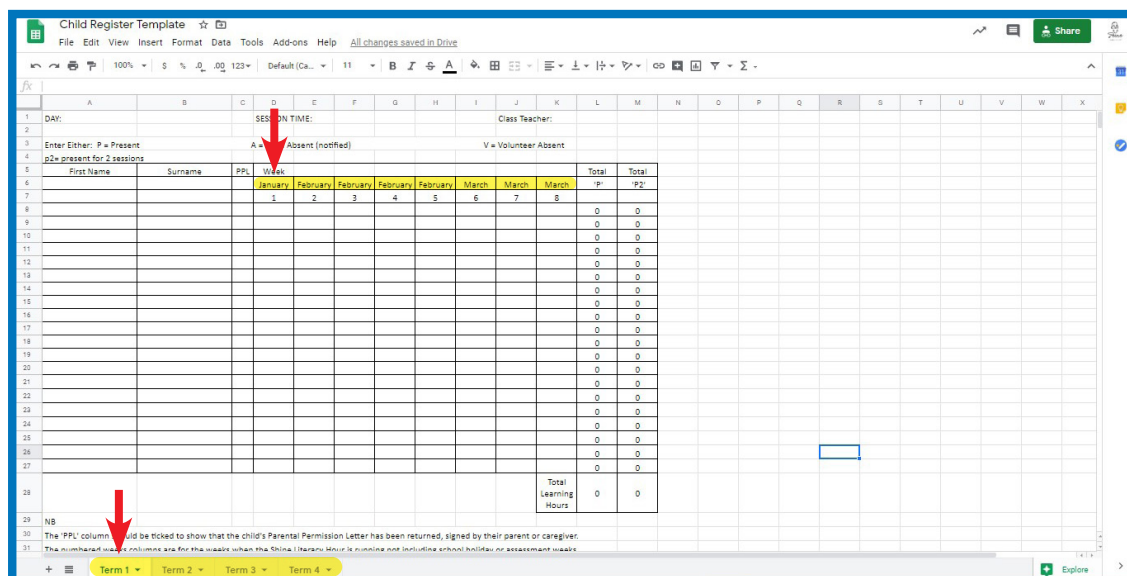 Child Register Template
File Edit View Insert Format Data Tools Add-ons Help All changes saved in Drive
Share
100% $ % .0 .00 123 Default (Ca... 11 B I S A
fx
A B C D E F G H I J K L M N O P Q R S T U V W X
1 DAY: SESSION TIME: Class Teacher:
2
3 Enter Either: P = Present A = Absent (notified) V = Volunteer Absent
4 p2= present for 2 sessions
5 First Name Surname PPL Week Total Total
6 January February February February February March March March 'P' 'P2'
7 1 2 3 4 5 6 7 8
8 0 0
9 0 0
10 0 0
11 0 0
12 0 0
13 0 0
14 0 0
15 0 0
16 0 0
17 0 0
18 0 0
19 0 0
20 0 0
21 0 0
22 0 0
23 0 0
24 0 0
25 0 0
26 0 0
27 0 0
Total
28 Learning 0 0
Hours
29 NB
30 The 'PPL' column should be ticked to show that the child's Parental Permission Letter has been returned, signed by their parent or caregiver.
31 The numbered weeks columns are for the weeks when the Shine Literacy Hour is running not including school holiday or assessment weeks
Term 1 Term 2 Term 3 Term 4 Explore